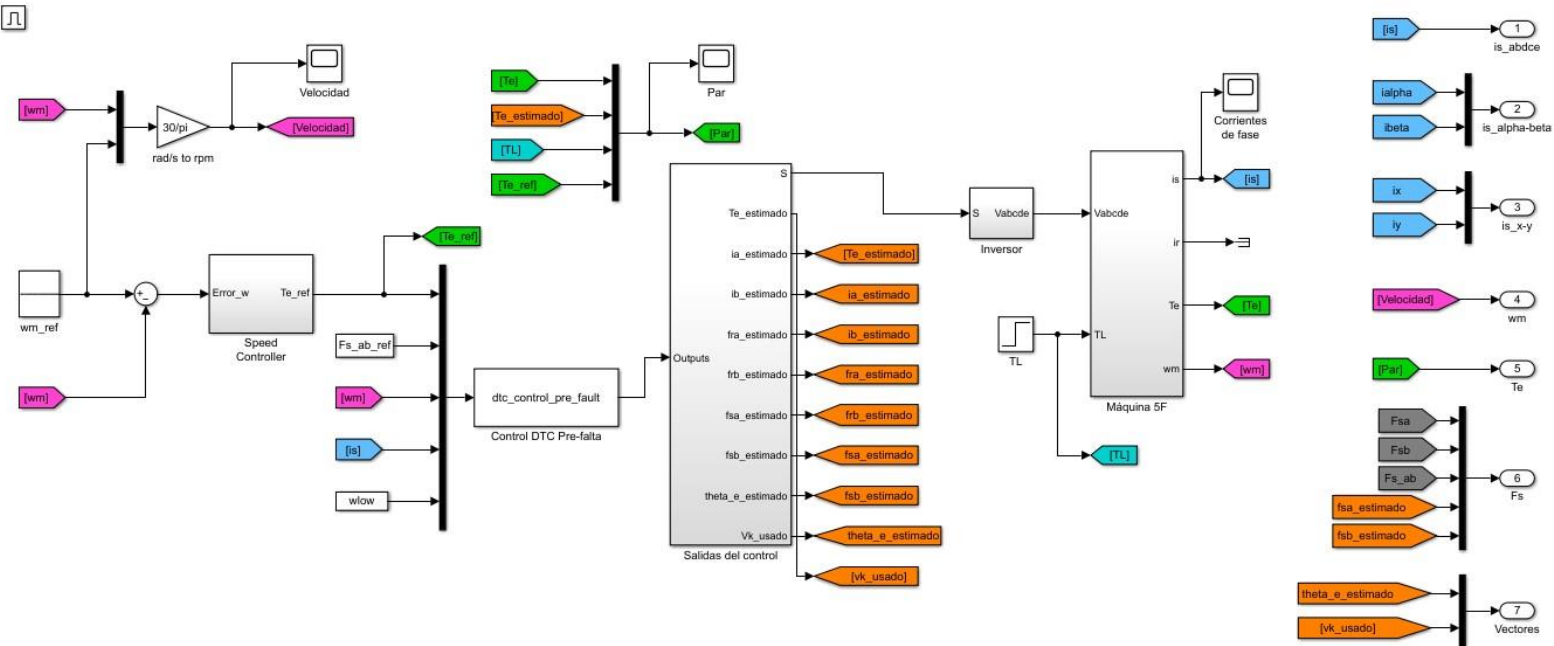 Velocidad
[wm]
30/pi
[Velocidad]
rad/s to rpm
wm_ref
+_
[wm]
Error_w
Te_ref
Speed
Controller
[Te_ref]
[Te]
[Te_estimado]
[TL]
[Te_ref]
Par
[Par]
Fs_ab_ref
[wm]
[is]
wlow
dtc_control_pre_fault
Control DTC Pre-falta
Outputs
S
Te_estimado
ia_estimado
ib_estimado
fra_estimado
frb_estimado
fsa_estimado
fsb_estimado
theta_e_estimado
Vk_usado
Salidas del control
[Te_estimado]
ia_estimado
ib_estimado
fra_estimado
frb_estimado
fsa_estimado
fsb_estimado
theta_e_estimado
[vk_usado]
S
Vabcde
Inversor
TL
[TL]
Vabcde
TL
is
ir
Te
wm
Máquina 5F
Corrientes
de fase
[is]
[Te]
[wm]
[is]
1
is_abdce
ialpha
ibeta
2
is_alpha-beta
ix
iy
3
is_x-y
[Velocidad]
4
wm
[Par]
5
Te
Fsa
Fsb
Fs_ab
fsa_estimado
fsb_estimado
6
Fs
theta_e_estimado
[vk_usado]
7
Vectores